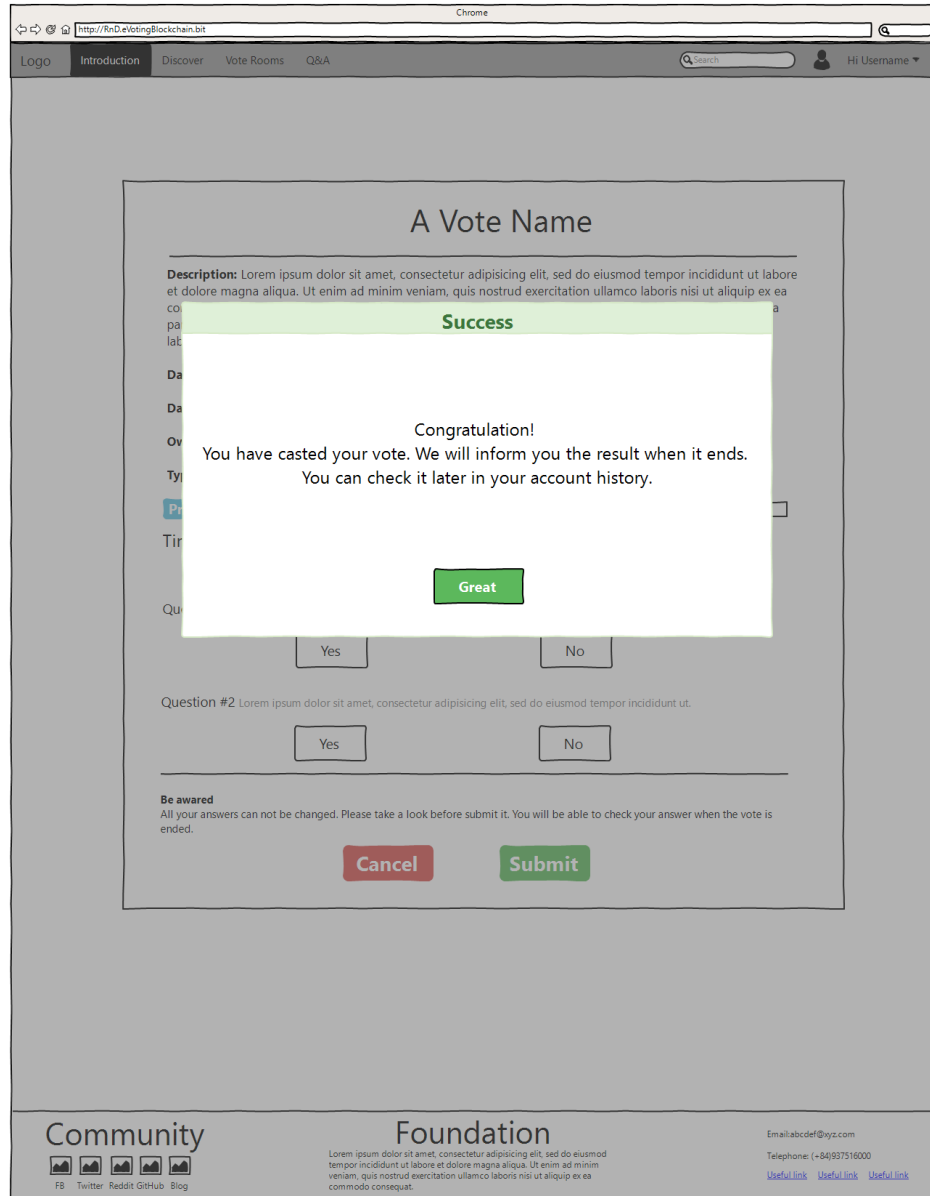 Chrome
http://RnD.eVotingBlockchain.bit
Logo Introduction Discover Vote Rooms Q&A Search Hi Username
A Vote Name
Description: Lorem ipsum dolor sit amet, consectetur adipisicing elit, sed do eiusmod tempor incididunt ut labore
et dolore magna aliqua. Ut enim ad minim veniam, quis nostrud exercitation ullamco laboris nisi ut aliquip ex ea
Success
Congratulation!
You have casted your vote. We will inform you the result when it ends.
You can check it later in your account history.
Great
Yes No
Question #2 Lorem ipsum dolor sit amet, consectetur adipisicing elit, sed do eiusmod tempor incididunt ut.
Yes No
Be awared
All your answers can not be changed. Please take a look before submit it. You will be able to check your answer when the vote is
ended.
Cancel Submit
Community
FB Twitter Reddit GitHub Blog
Foundation
Lorem ipsum dolor sit amet, consectetur adipisicing elit, sed do eiusmod
tempor incididunt ut labore et dolore magna aliqua. Ut enim ad minim
veniam, quis nostrud exercitation ullamco laboris nisi ut aliquip ex ea
commodo consequat.
Email:abcdef@xyz.com
Telephone: (+84)937516000
Useful link Useful link Useful link